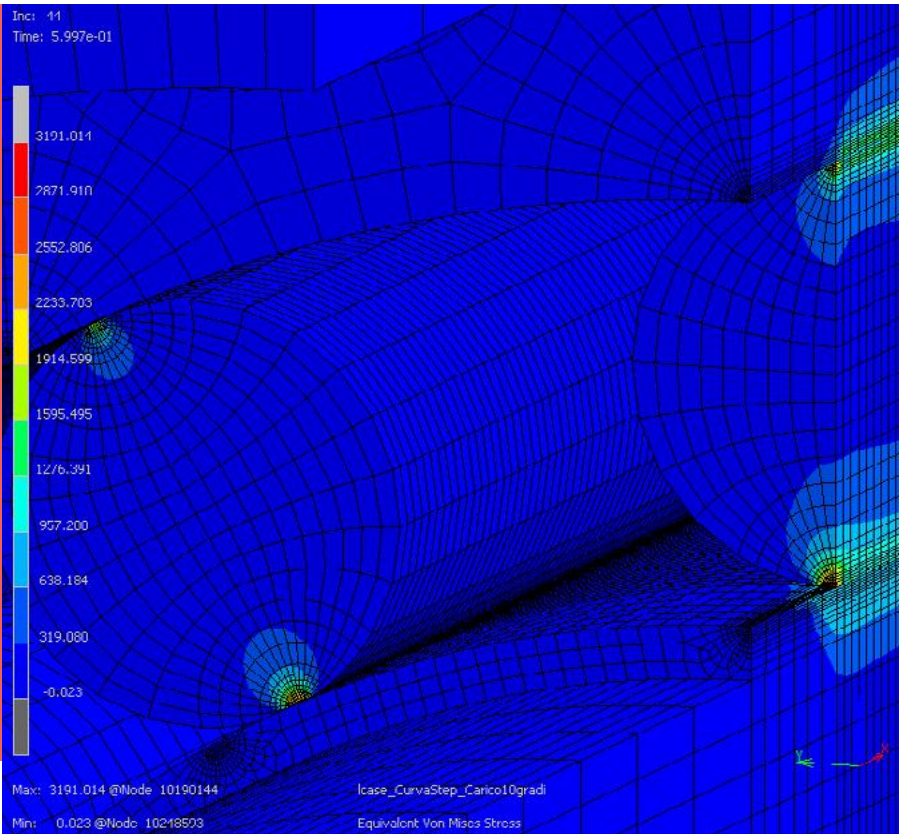 Inc: 44
Time: 5.997e-01
3191.014
2871.910
2552.806
2233.703
1914.599
1595.495
1276.391
957.288
638.184
319.080
-0.023
Y
X
Max: 3191.014 @Node 10190144
lcase_CurvaStep_Carico10gradi
Min: 0.023 @Node 10248593
Equivalent Von Mises Stress